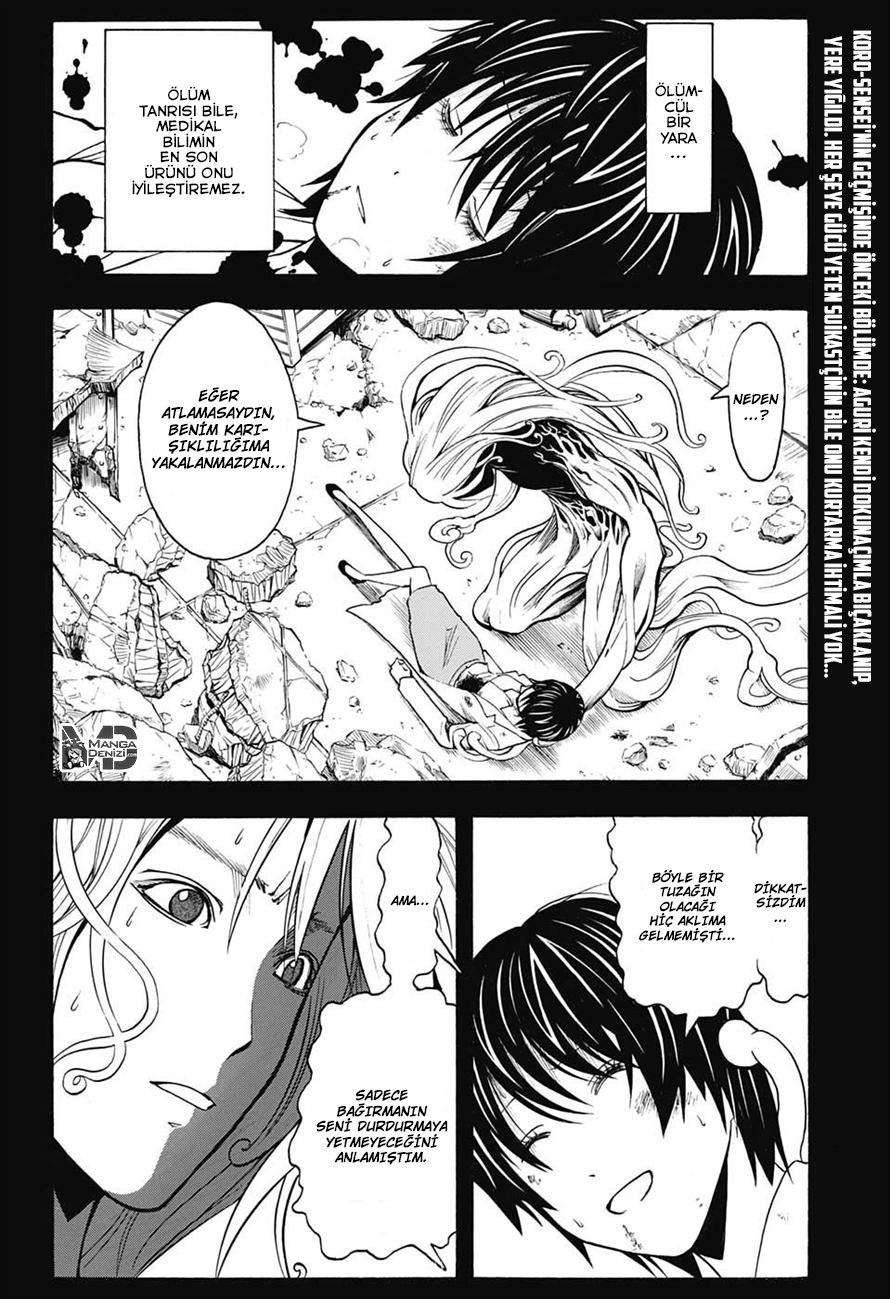 KORO-SENSEİ'NİN GEÇMİŞİNDE ÖNCEKİ BÖLÜMDE: AGURİ KENDİ DOKUNAÇIMLA BIÇAKLANIP,
YERE YIĞILDI. HER ŞEYE GÜCÜ YETEN SUİKASTÇİNİN BİLE ONU KURTARMA İHTİMALİ YOK...
ÖLÜM-
CÜL
BİR
YARA
...
ÖLÜM
TANRISI BİLE,
MEDİKAL
BİLİMİN
EN SON
ÜRÜNÜ ONU
İYİLEŞTİREMEZ.
NEDEN
...?
EĞER
ATLAMASAYDIN,
BENİM KARI-
ŞIKLILIĞIMA
YAKALANMAZDIN...
MANGA
DENİZİ.com
DİKKAT-
SİZDİM
...
BÖYLE BİR
TUZAĞIN
OLACAĞI
HİÇ AKLIMA
GELMEMİŞTİ...
AMA...
SADECE
BAĞIRMANIN
SENİ DURDURMAYA
YETMEYECEĞİNİ
ANLAMIŞTIM.